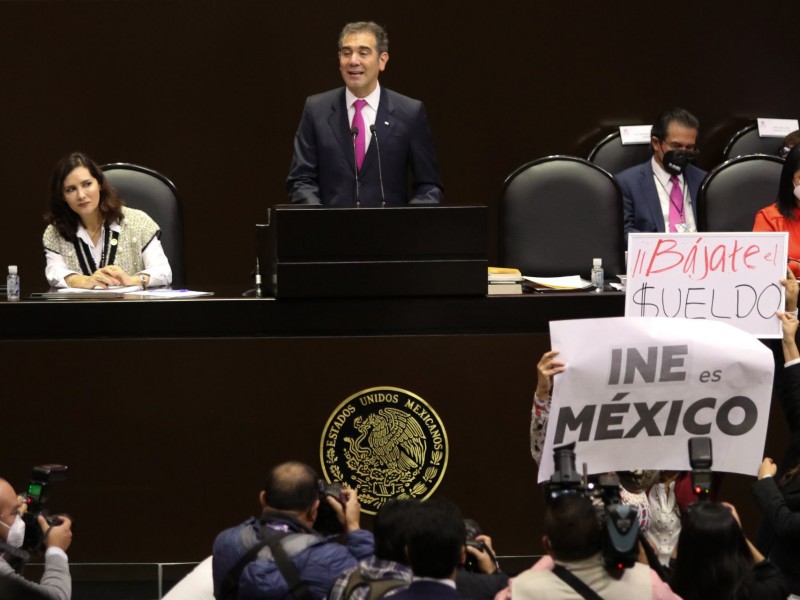 ¡¡Bájate el
$UELDO
INE es
MÉXICO
ESTADOS UNIDOS MEXICANOS